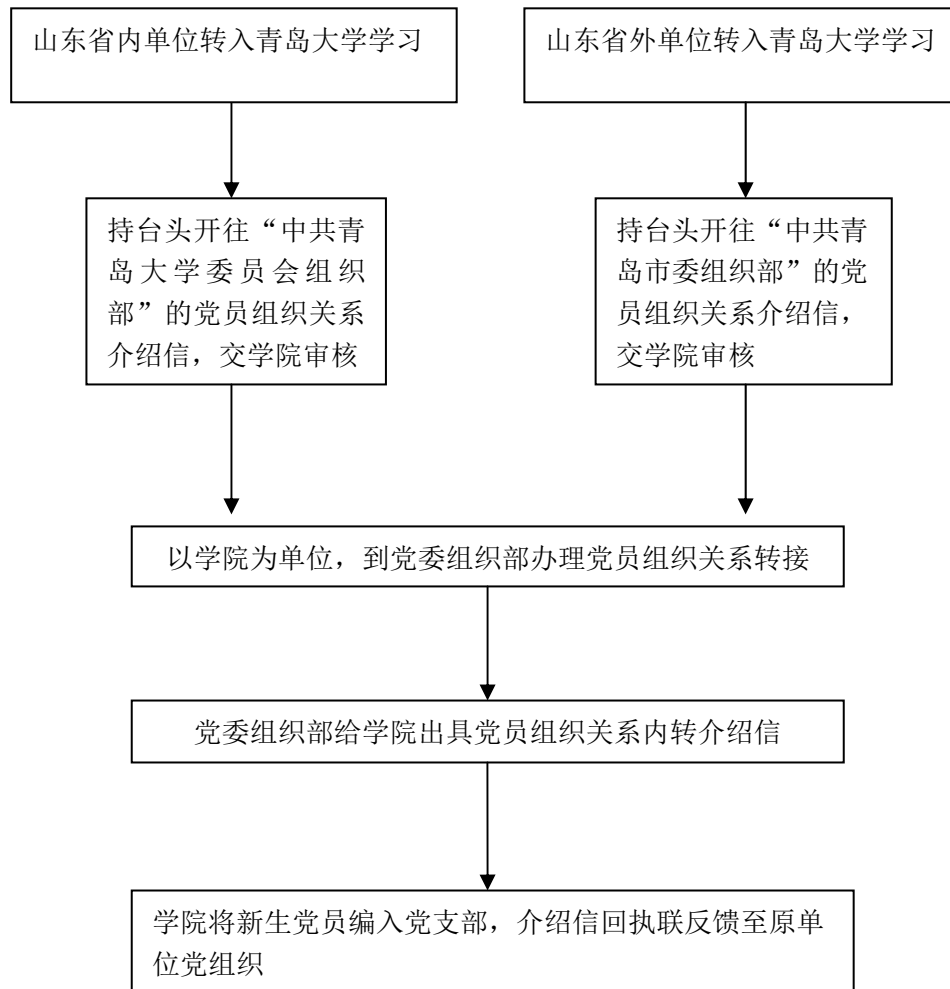 山东省内单位转入青岛大学学习
山东省外单位转入青岛大学学习
持台头开往“中共青
岛大学委员会组织
部”的党员组织关系
介绍信，交学院审核
持台头开往“中共青
岛市委组织部”的党
员组织关系介绍信，
交学院审核
以学院为单位，到党委组织部办理党员组织关系转接
党委组织部给学院出具党员组织关系内转介绍信
学院将新生党员编入党支部，介绍信回执联反馈至原单
位党组织